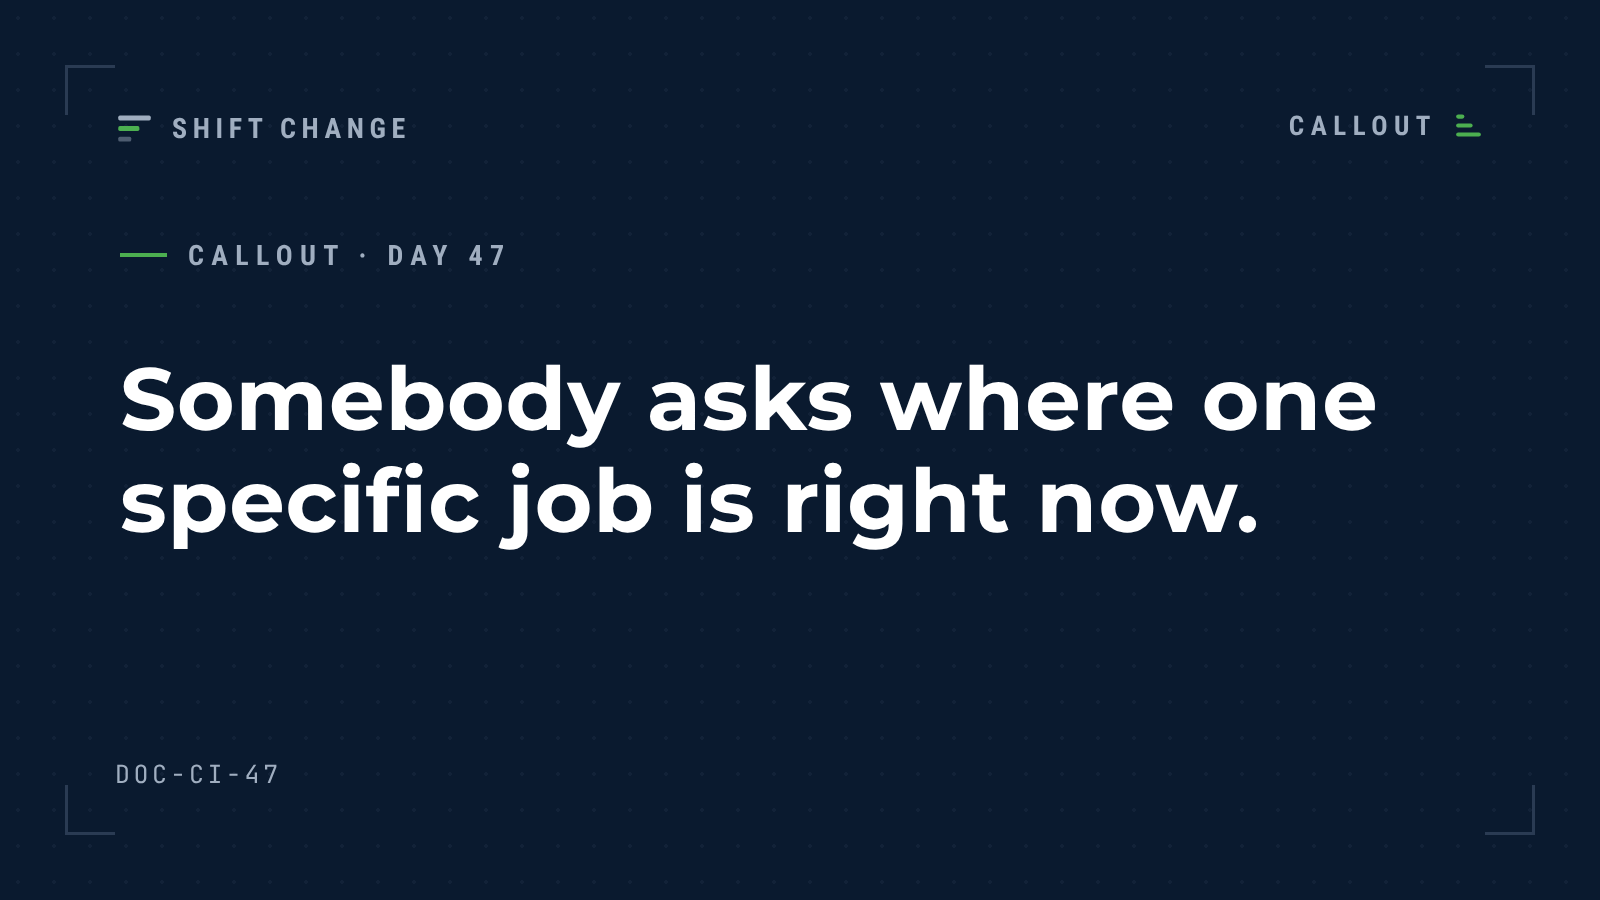 SHIFT CHANGE
CALLOUT
CALLOUT · DAY 47
Somebody asks where one
specific job is right now.
DOC-CI-47